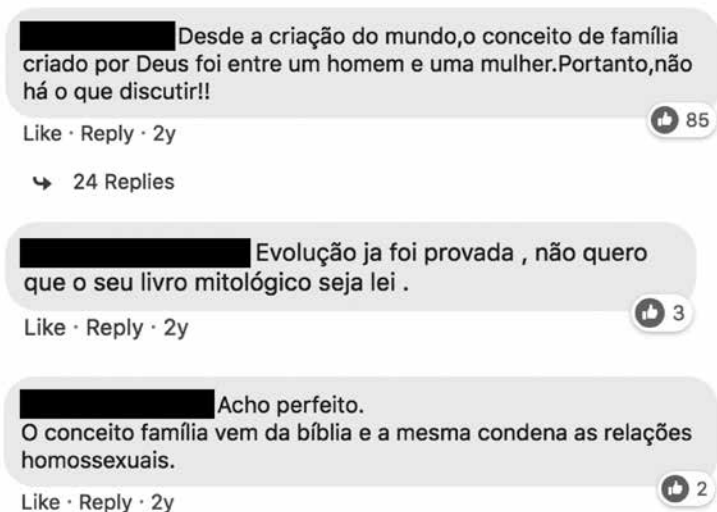 Desde a criação do mundo,o conceito de família
criado por Deus foi entre um homem e uma mulher.Portanto,não
há o que discutir!!
85
Like · Reply · 2y
24 Replies
Evolução ja foi provada , não quero
que o seu livro mitológico seja lei .
3
Like · Reply · 2y
Acho perfeito.
O conceito família vem da bíblia e a mesma condena as relações
homossexuais.
2
Like · Reply · 2y